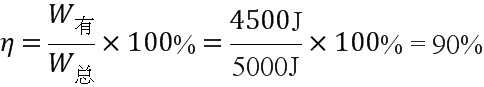 η = W有/W总 × 100% = 4500J/5000J × 100% = 90%